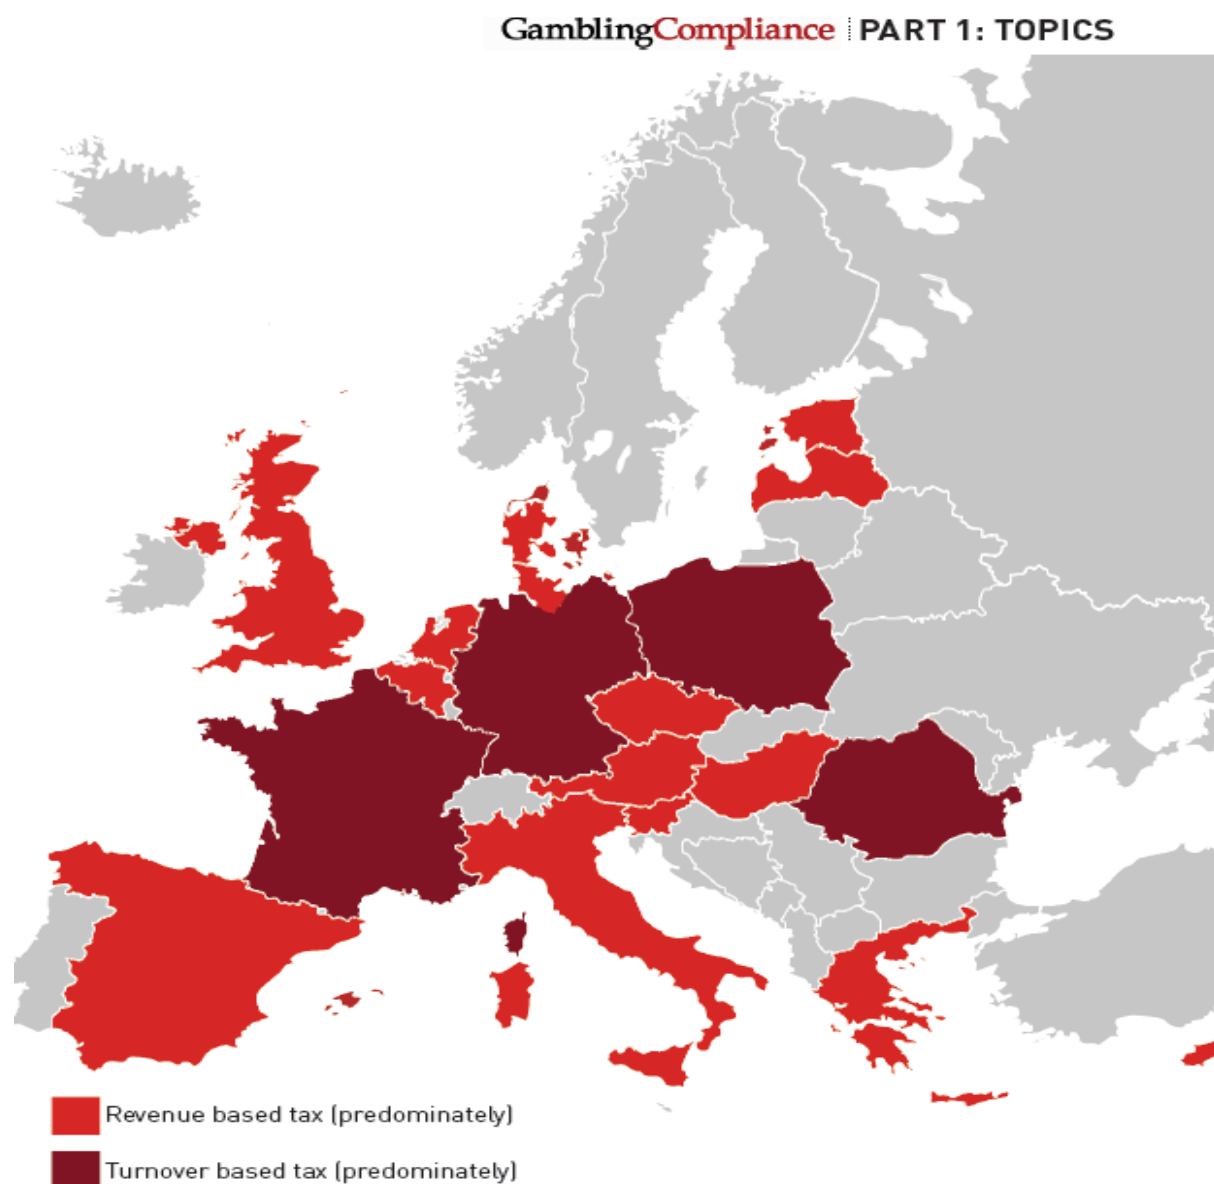 GamblingCompliance PART 1: TOPICS
Revenue based tax (predominately)
Turnover based tax (predominately)